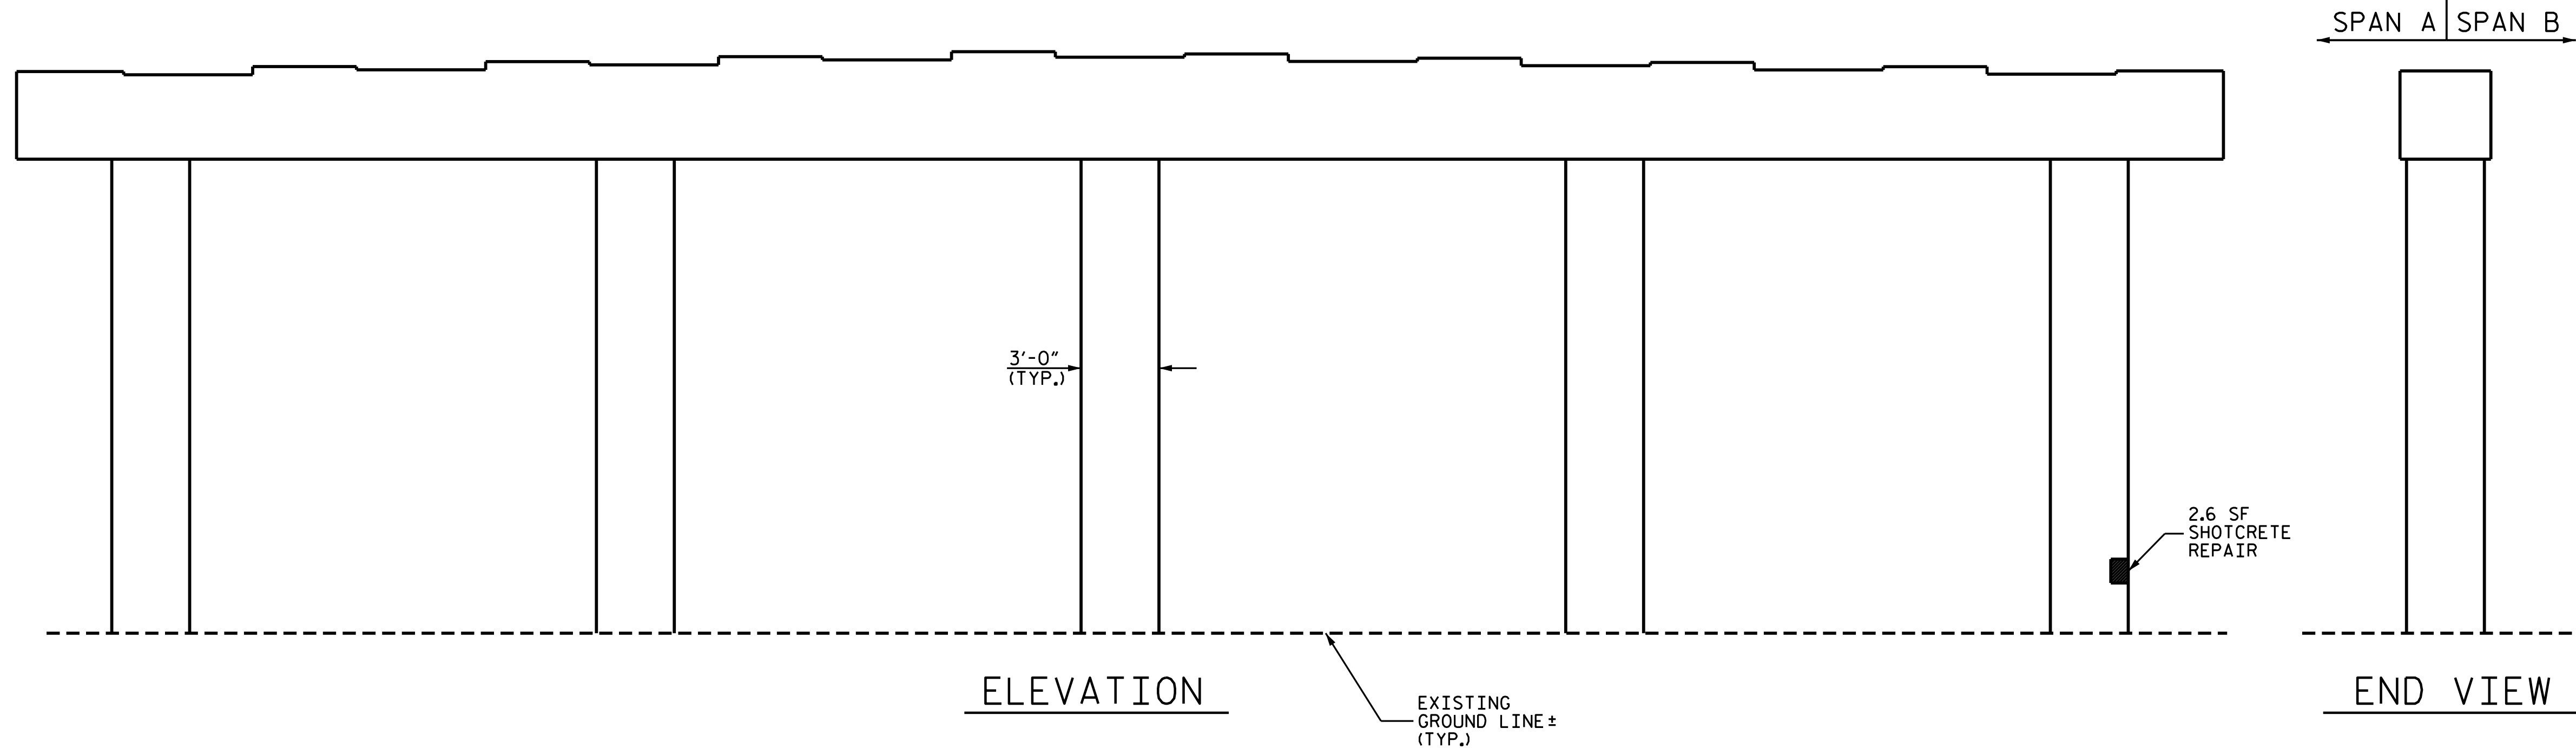 SPAN A SPAN B
3'-0"
(TYP.)
2.6 SF
SHOTCRETE
REPAIR
ELEVATION
END VIEW
EXISTING
GROUND LINE±
(TYP.)